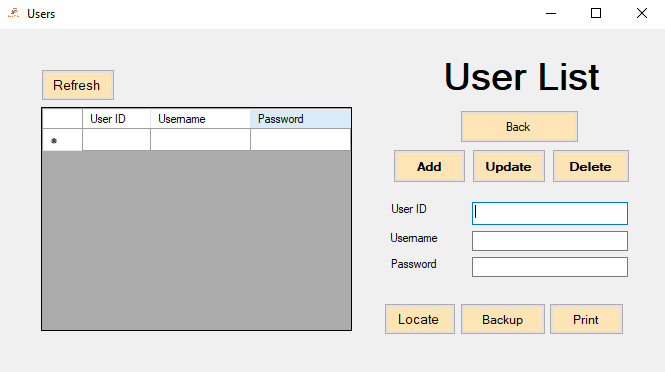 Users
User List
Refresh
User ID Username Password
Back
Add Update Delete
User ID
Username
Password
Locate Backup Print